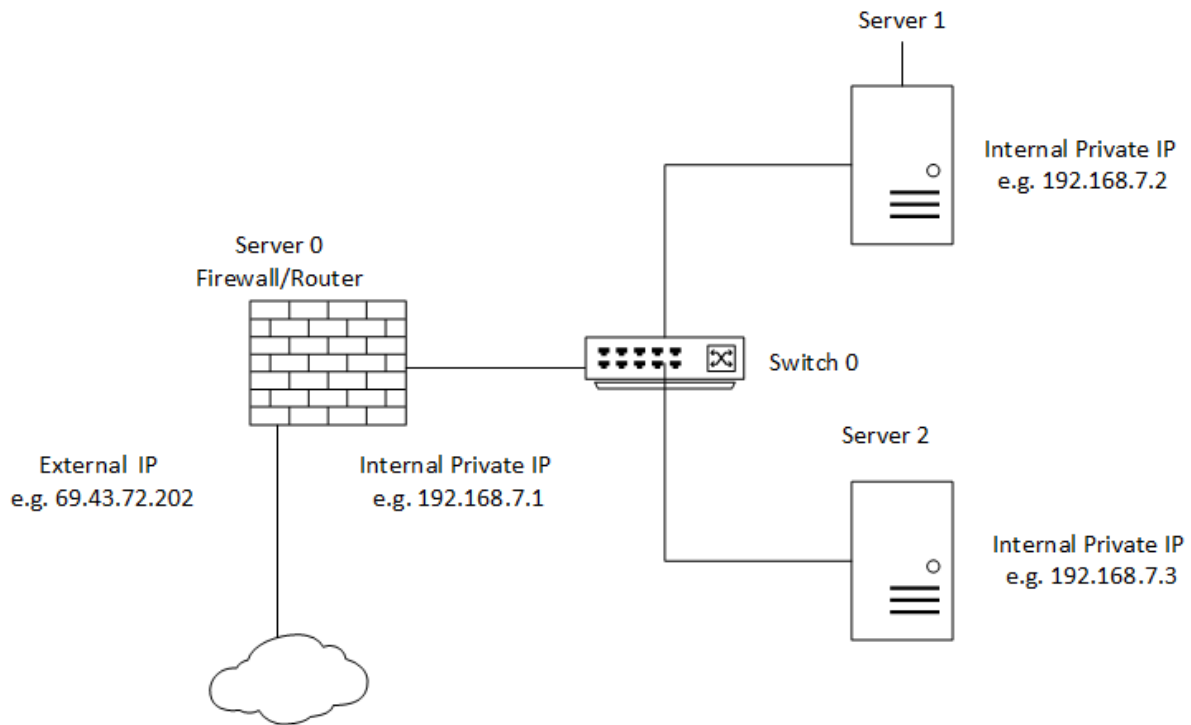 Server 1
Internal Private IP
e.g. 192.168.7.2
Server 0
Firewall/Router
Switch 0
External IP
e.g. 69.43.72.202
Internal Private IP
e.g. 192.168.7.1
Server 2
Internal Private IP
e.g. 192.168.7.3